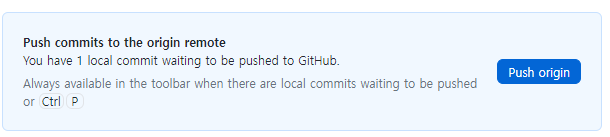 Push commits to the origin remote
You have 1 local commit waiting to be pushed to GitHub.
Always available in the toolbar when there are local commits waiting to be pushed
or Ctrl P
Push origin